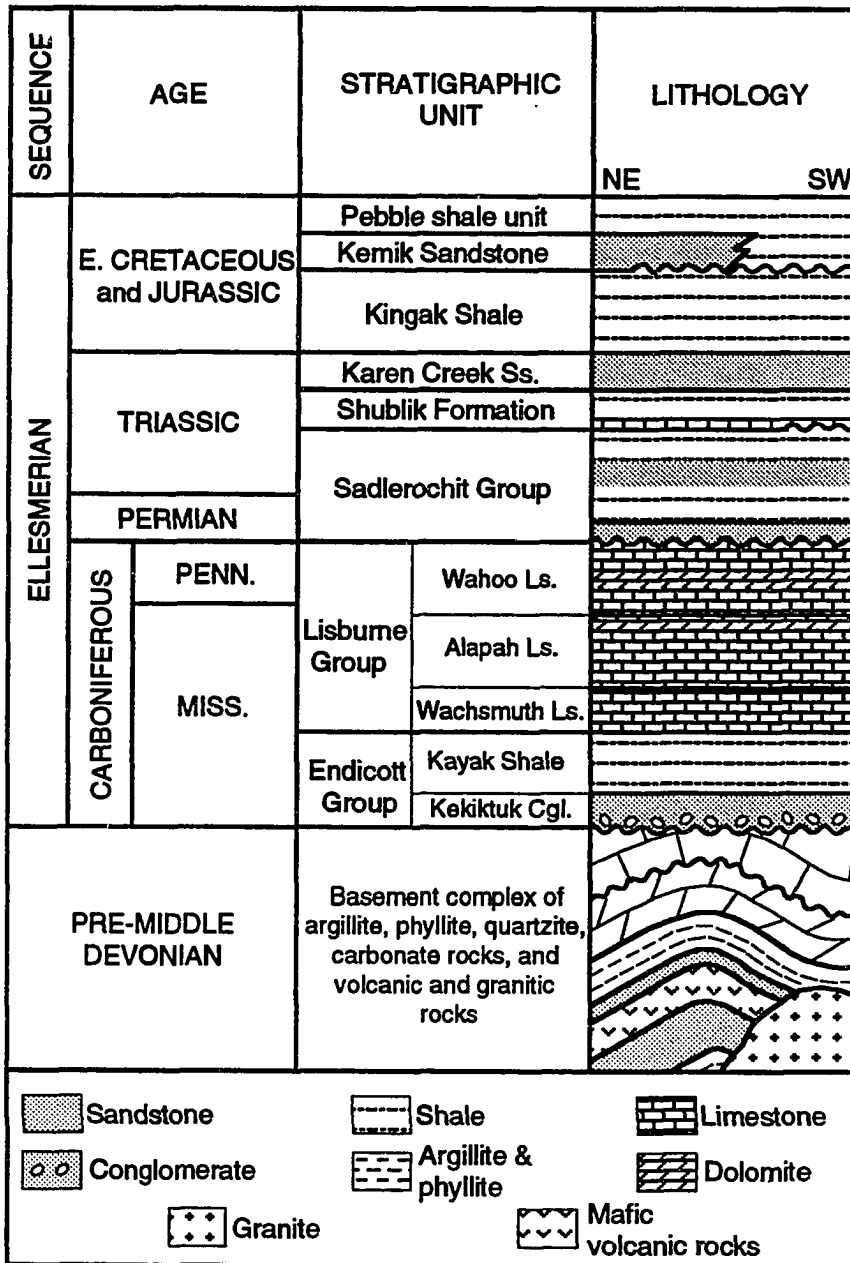 SEQUENCE
AGE
STRATIGRAPHIC
UNIT
LITHOLOGY
NE SW
ELLESMERIAN
E. CRETACEOUS
and JURASSIC
Pebble shale unit
Kemik Sandstone
Kingak Shale
TRIASSIC
Karen Creek Ss.
Shublik Formation
Sadlerochit Group
PERMIAN
CARBONIFEROUS
PENN.
MISS.
Lisburne
Group
Wahoo Ls.
Alapah Ls.
Wachsmuth Ls.
Endicott
Group
Kayak Shale
Kekiktuk Cgl.
PRE-MIDDLE
DEVONIAN
Basement complex of
argillite, phyllite, quartzite,
carbonate rocks, and
volcanic and granitic
rocks
Sandstone
Shale
Limestone
Conglomerate
Argillite &
phyllite
Dolomite
Granite
Mafic
volcanic rocks